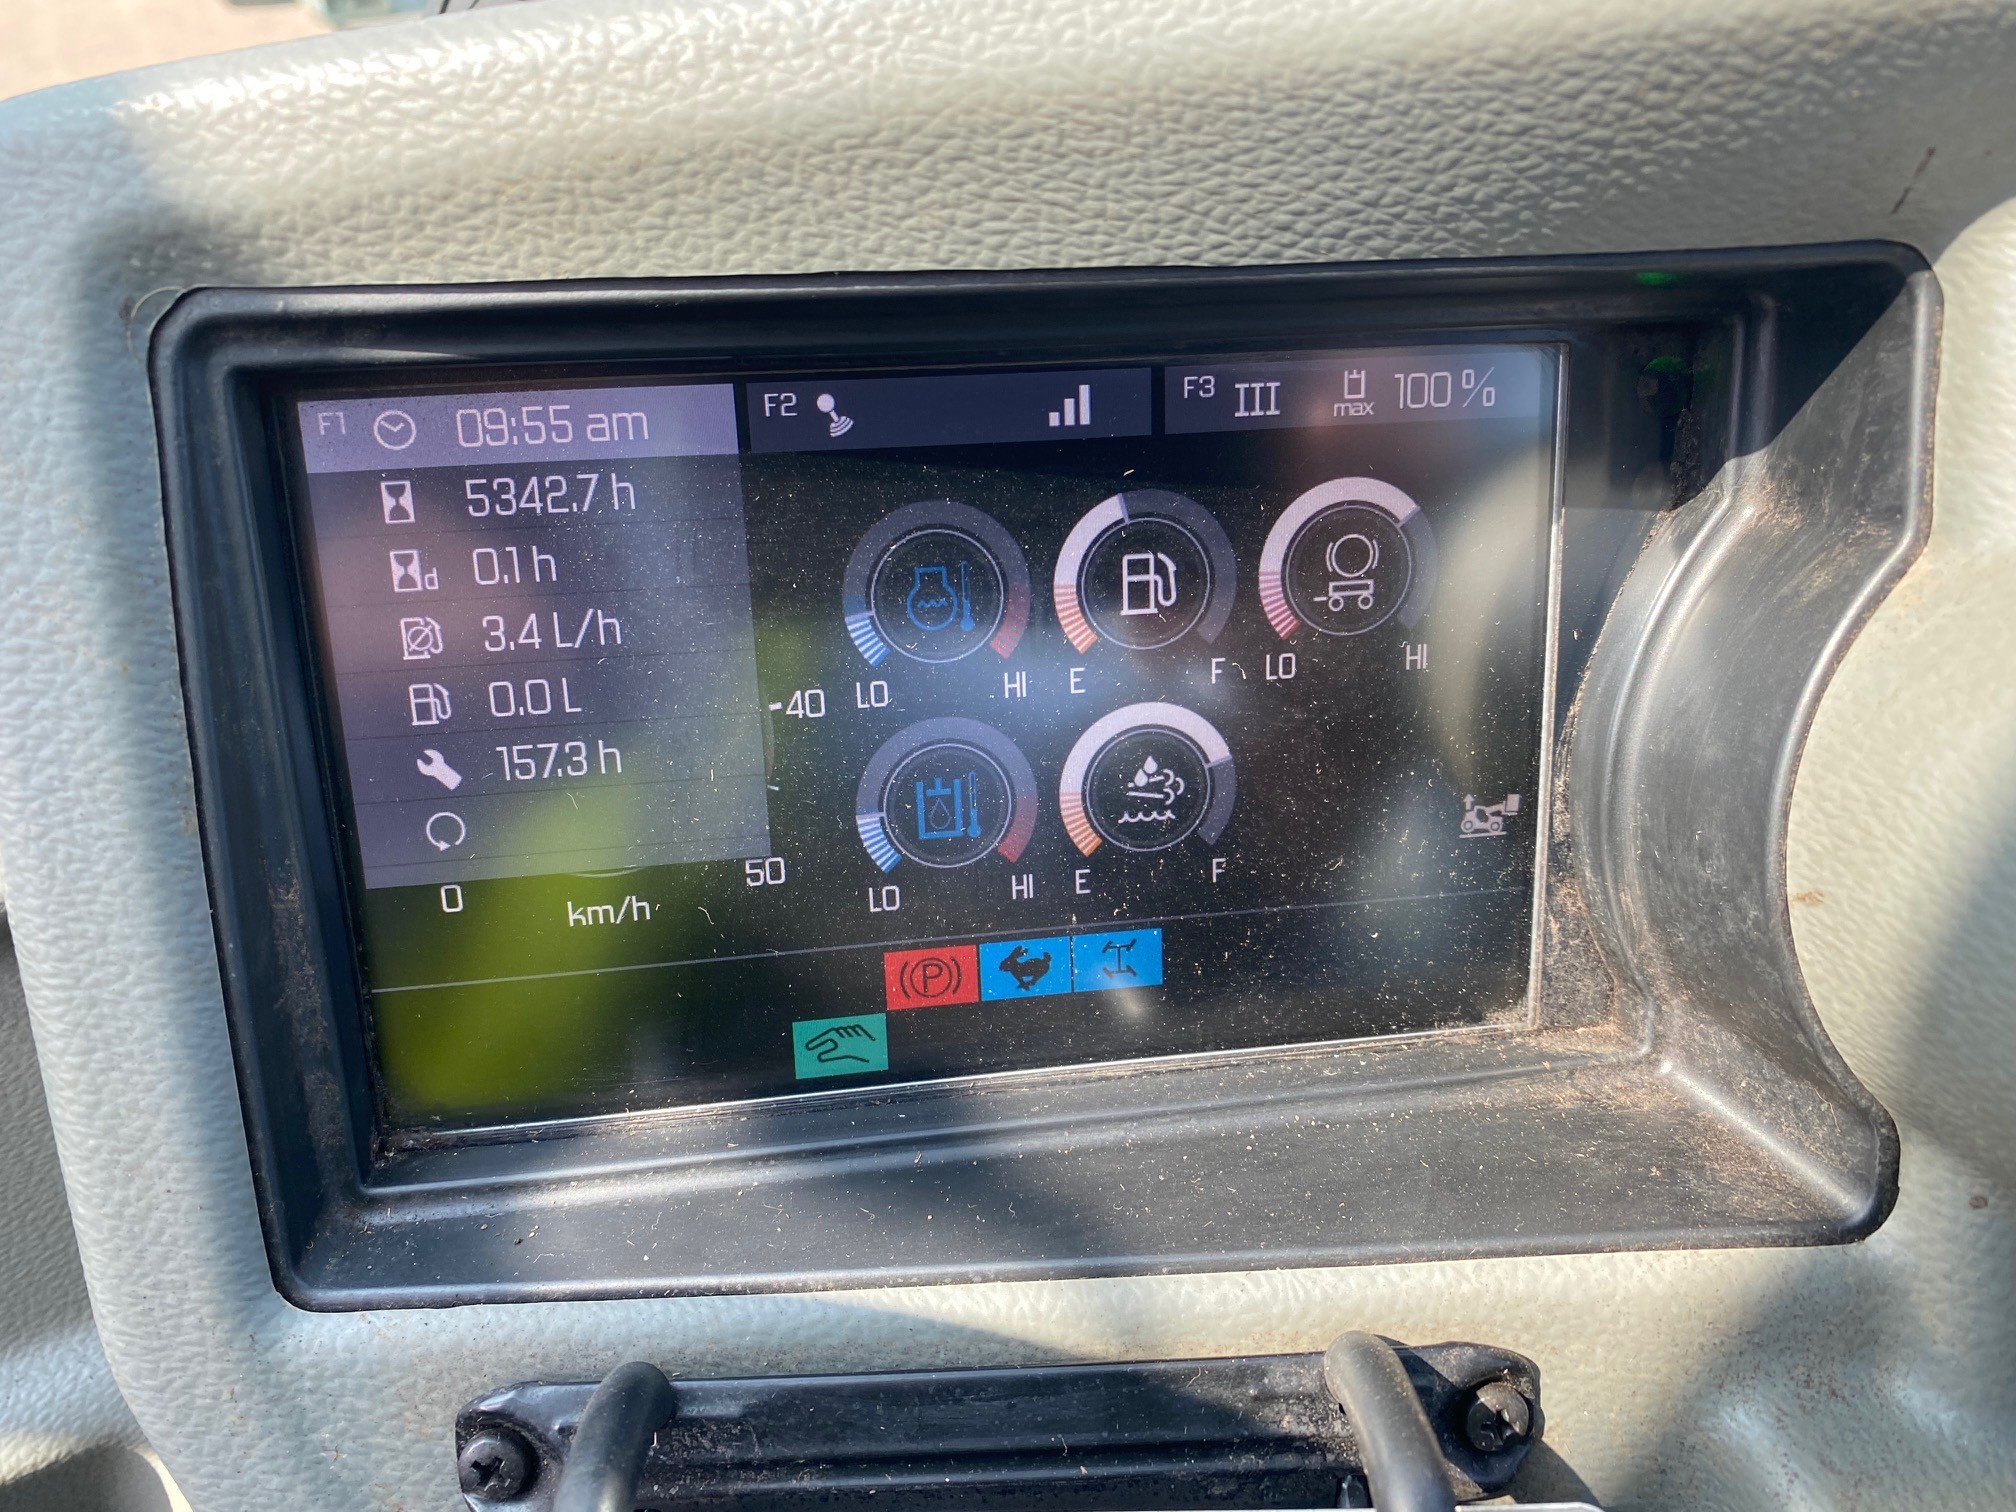 F1 09:55 am
F2
F3 III max 100 %
5342.7 h
d 0.1 h
3.4 L/h
0.0 L
157.3 h
-40
0 50
km/h
LO HI
E F
LO HI
LO HI
E F
P